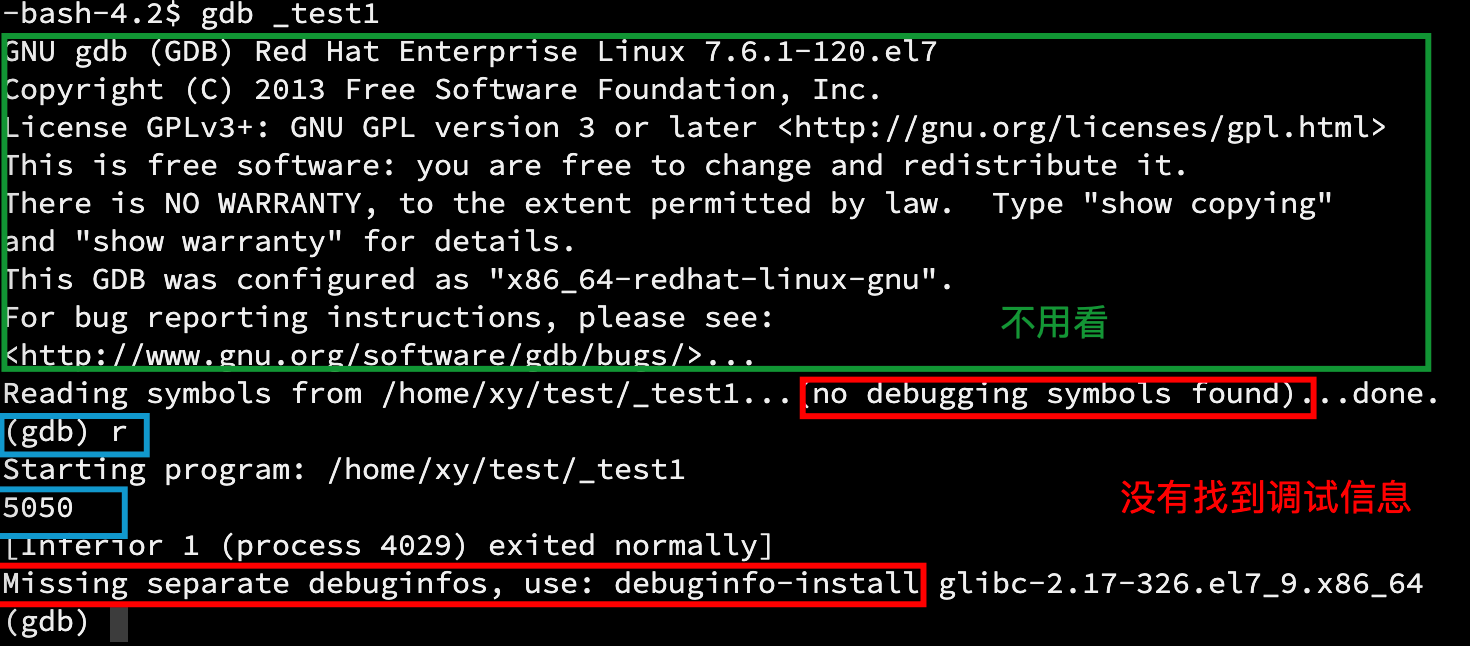 -bash-4.2$ gdb _test1
GNU gdb (GDB) Red Hat Enterprise Linux 7.6.1-120.el7
Copyright (C) 2013 Free Software Foundation, Inc.
License GPLv3+: GNU GPL version 3 or later <http://gnu.org/licenses/gpl.html>
This is free software: you are free to change and redistribute it.
There is NO WARRANTY, to the extent permitted by law.  Type "show copying"
and "show warranty" for details.
This GDB was configured as "x86_64-redhat-linux-gnu".
For bug reporting instructions, please see:
不用看
<http://www.gnu.org/software/gdb/bugs/>...
Reading symbols from /home/xy/test/_test1...(no debugging symbols found)...done.
(gdb) r
Starting program: /home/xy/test/_test1
5050
没有找到调试信息
[Inferior 1 (process 4029) exited normally]
Missing separate debuginfos, use: debuginfo-install glibc-2.17-326.el7_9.x86_64
(gdb)